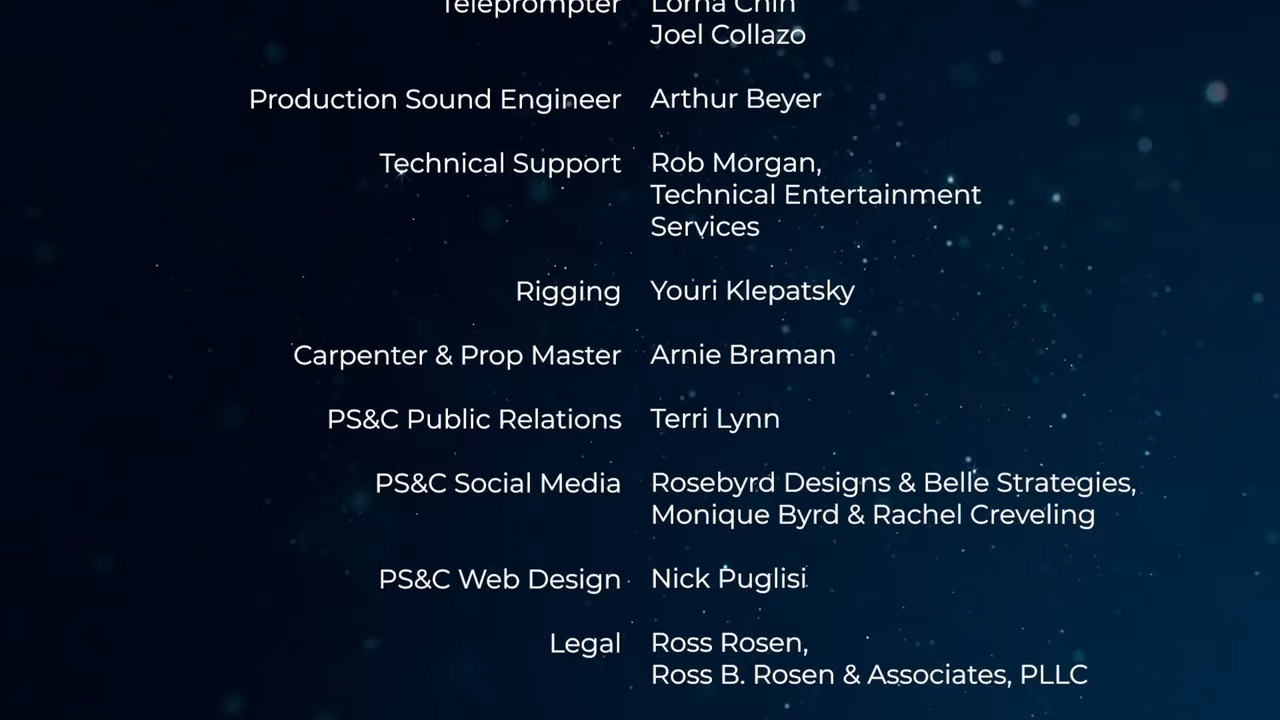 Teleprompter Lorna Chin
Joel Collazo
Production Sound Engineer Arthur Beyer
Technical Support Rob Morgan,
Technical Entertainment
Services
Rigging Youri Klepatsky
Carpenter & Prop Master Arnie Braman
PS&C Public Relations Terri Lynn
PS&C Social Media Rosebyrd Designs & Belle Strategies,
Monique Byrd & Rachel Creveling
PS&C Web Design Nick Puglisi
Legal Ross Rosen,
Ross B. Rosen & Associates, PLLC